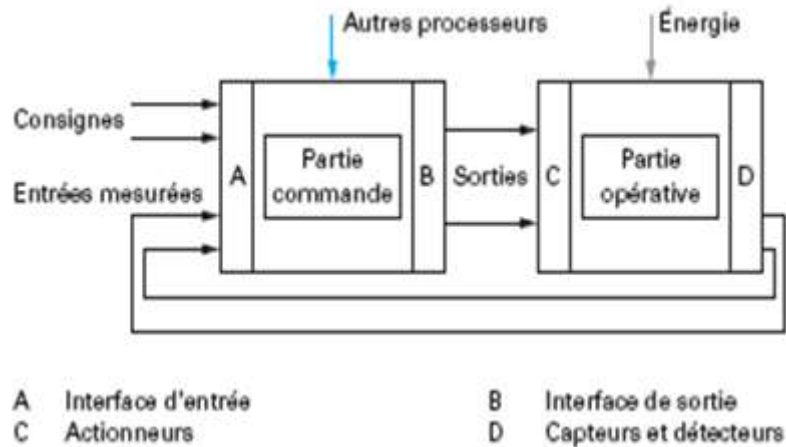 Autres processeurs
Énergie
Consignes
Entrées mesurées
A
Partie
commande
B
Sorties
C
Partie
opérative
D
A Interface d'entrée
B Interface de sortie
C Actionneurs
D Capteurs et détecteurs